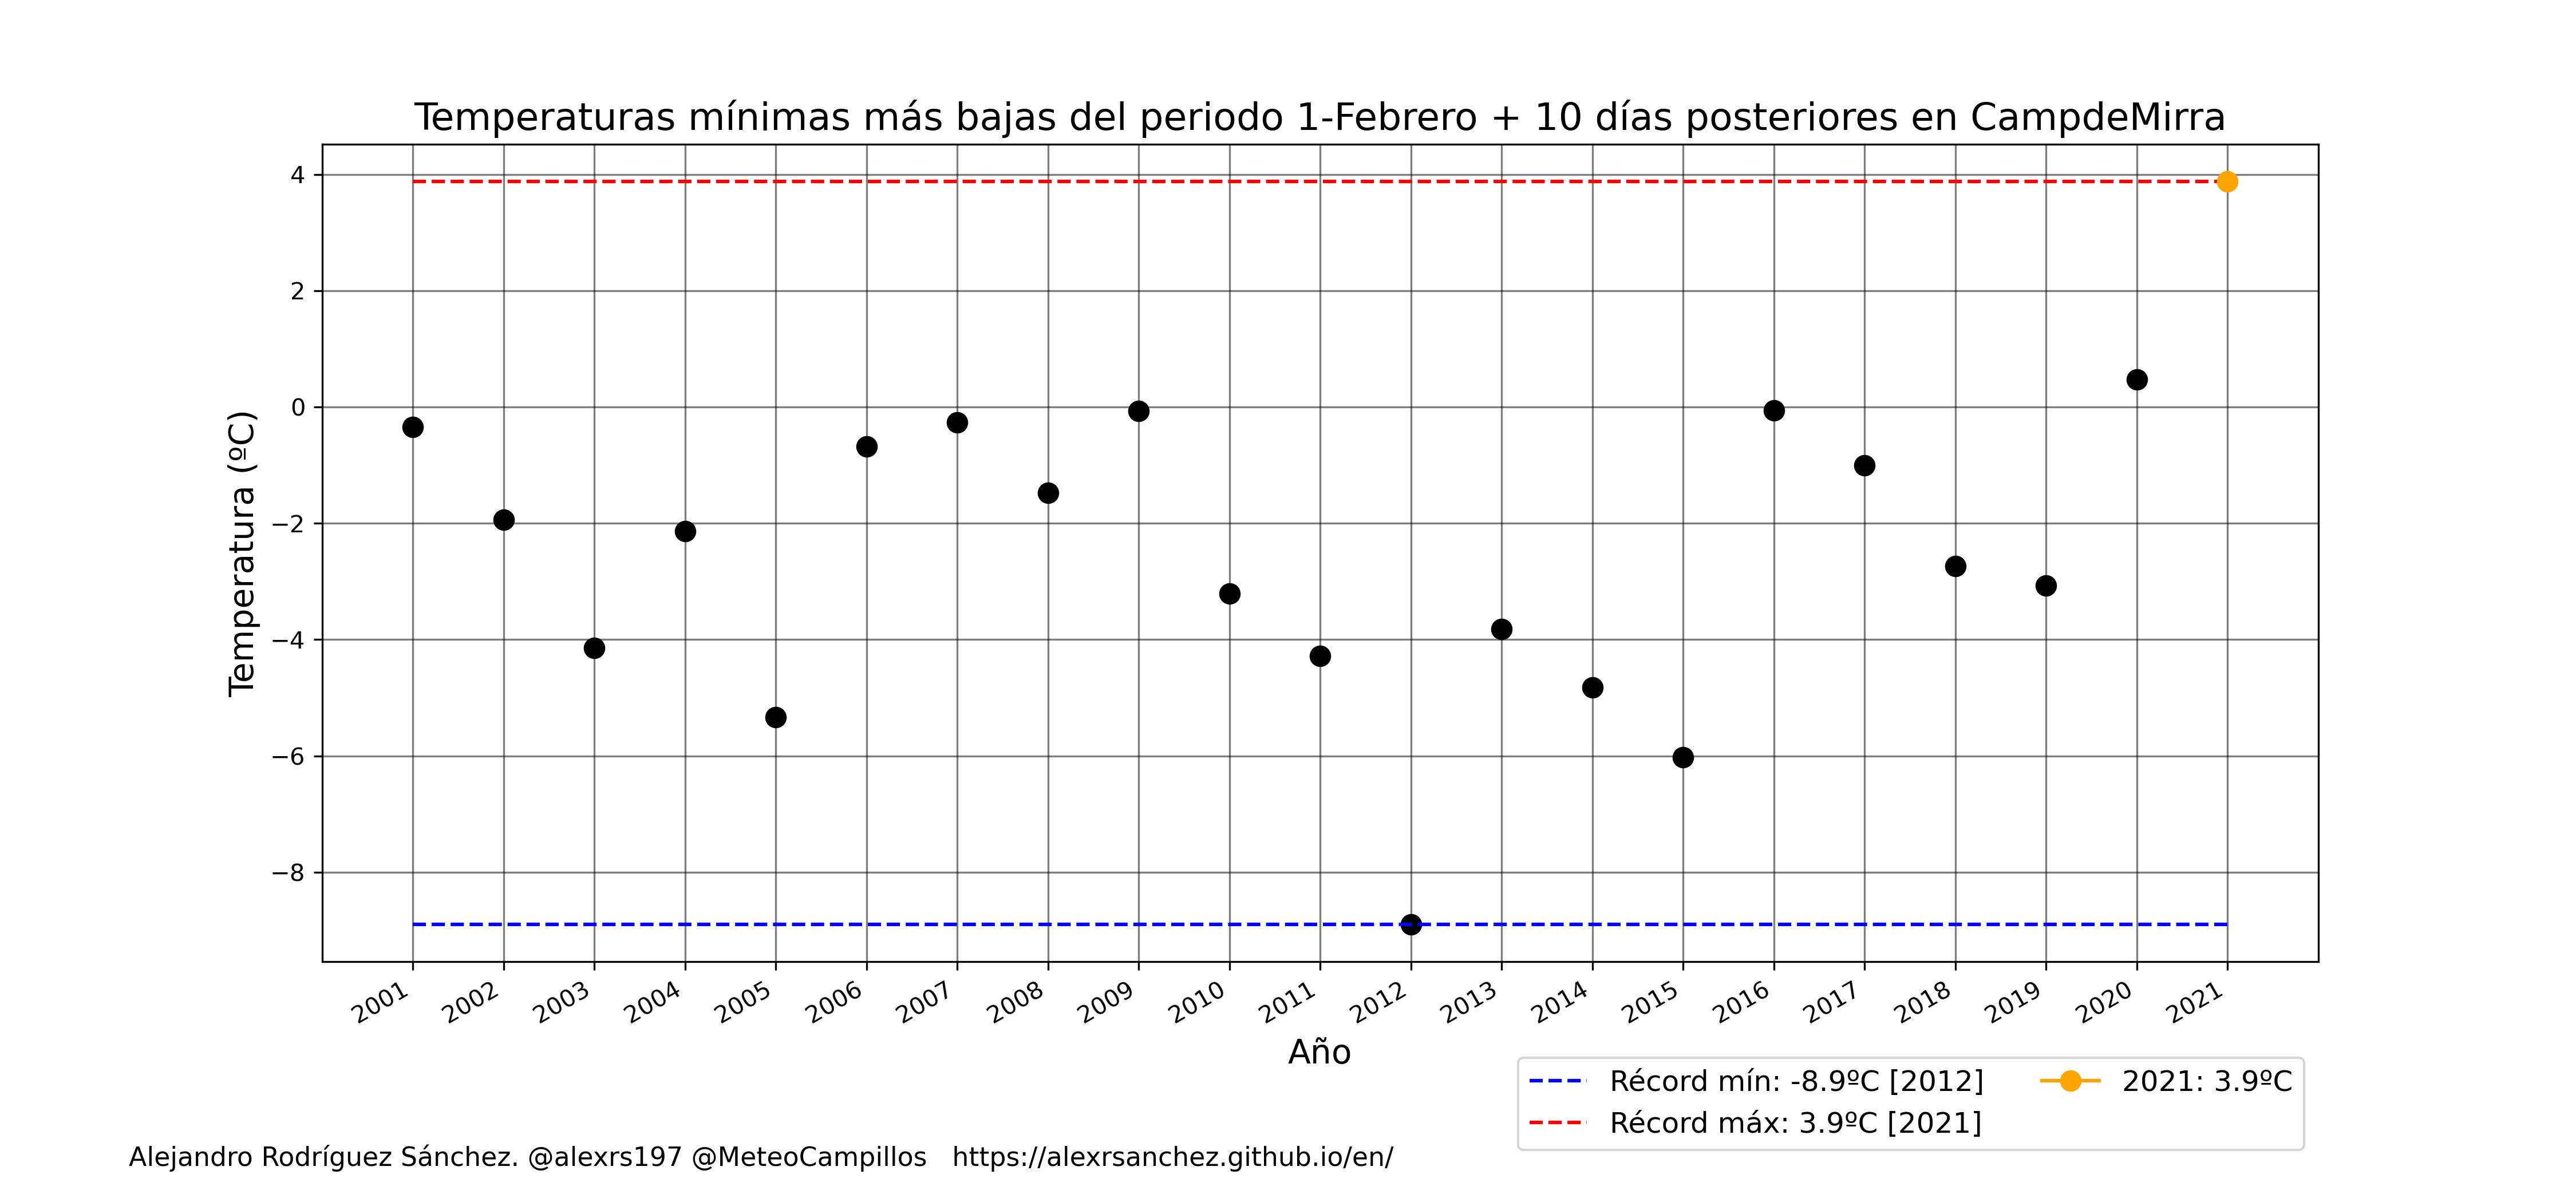 Temperaturas mínimas más bajas del periodo 1-Febrero + 10 días posteriores en CampdeMirra
Temperatura (ºC)
4
2
0
−2
−4
−6
−8
2001 2002 2003 2004 2005 2006 2007 2008 2009 2010 2011 2012 2013 2014 2015 2016 2017 2018 2019 2020 2021
Año
Récord mín: -8.9ºC [2012] 2021: 3.9ºC
Récord máx: 3.9ºC [2021]
Alejandro Rodríguez Sánchez. @alexrs197 @MeteoCampillos https://alexrsanchez.github.io/en/